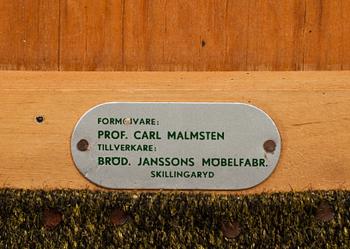 FORMGIVARE:
PROF. CARL MALMSTEN
TILLVERKARE:
BRÖD. JANSSONS MÖBELFABR.
SKILLINGARYD